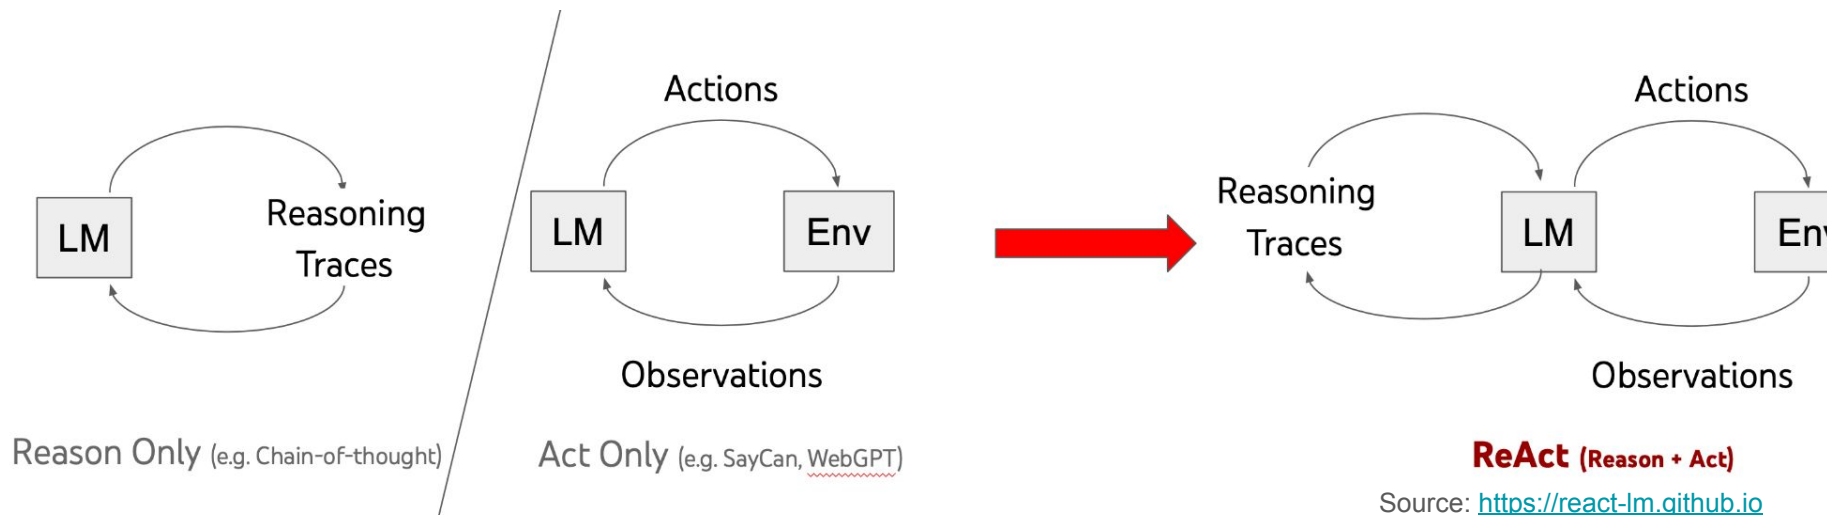 LM
Reasoning
Traces
Reason Only (e.g. Chain-of-thought)
Actions
LM
Env
Observations
Act Only (e.g. SayCan, WebGPT)
Actions
Reasoning
Traces
LM
Env
Observations
ReAct (Reason + Act)
Source: https://react-lm.github.io